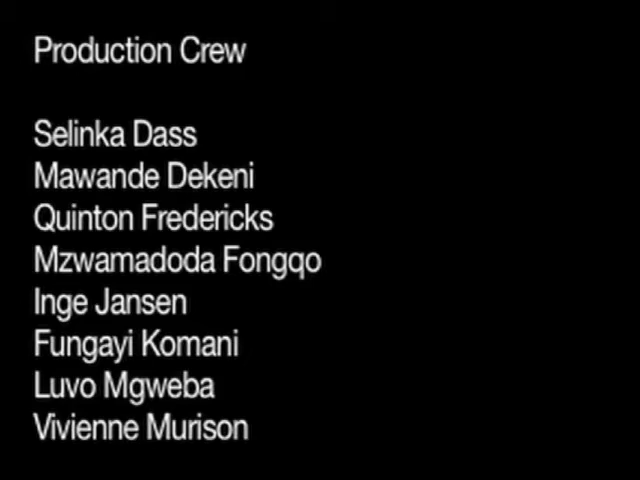 Production Crew
Selinka Dass
Mawande Dekeni
Quinton Fredericks
Mzwamadoda Fongqo
Inge Jansen
Fungayi Komani
Luvo Mgweba
Vivienne Murison